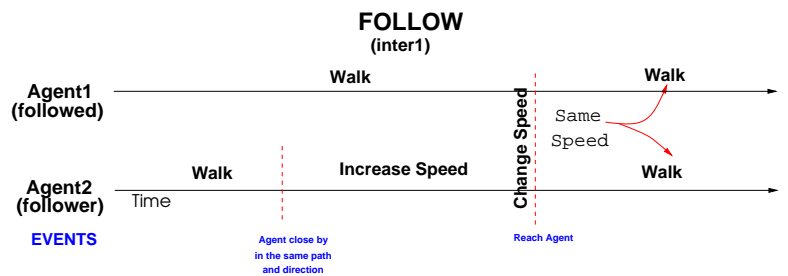 FOLLOW
(inter1)
Walk
Walk
Agent1
(followed)
Change Speed
Same
Speed
Walk
Increase Speed
Walk
Agent2
(follower)
Time
EVENTS
Agent close by
in the same path
and direction
Reach Agent